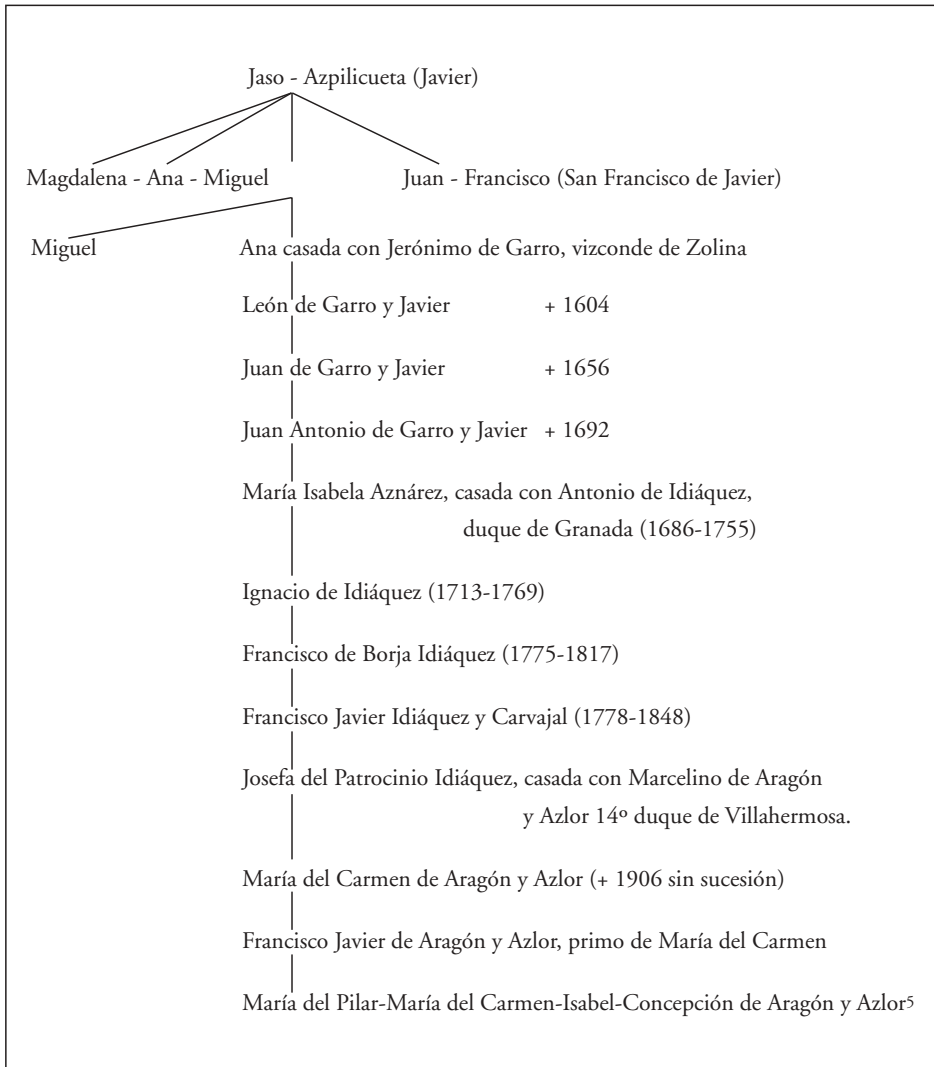 Jaso - Azpilicueta (Javier)
Magdalena - Ana - Miguel Juan - Francisco (San Francisco de Javier)
Miguel Ana casada con Jerónimo de Garro, vizconde de Zolina
León de Garro y Javier + 1604
Juan de Garro y Javier + 1656
Juan Antonio de Garro y Javier + 1692
María Isabela Aznárez, casada con Antonio de Idiáquez,
duque de Granada (1686-1755)
Ignacio de Idiáquez (1713-1769)
Francisco de Borja Idiáquez (1775-1817)
Francisco Javier Idiáquez y Carvajal (1778-1848)
Josefa del Patrocinio Idiáquez, casada con Marcelino de Aragón
y Azlor 14º duque de Villahermosa.
María del Carmen de Aragón y Azlor (+ 1906 sin sucesión)
Francisco Javier de Aragón y Azlor, primo de María del Carmen
María del Pilar-María del Carmen-Isabel-Concepción de Aragón y Azlor5